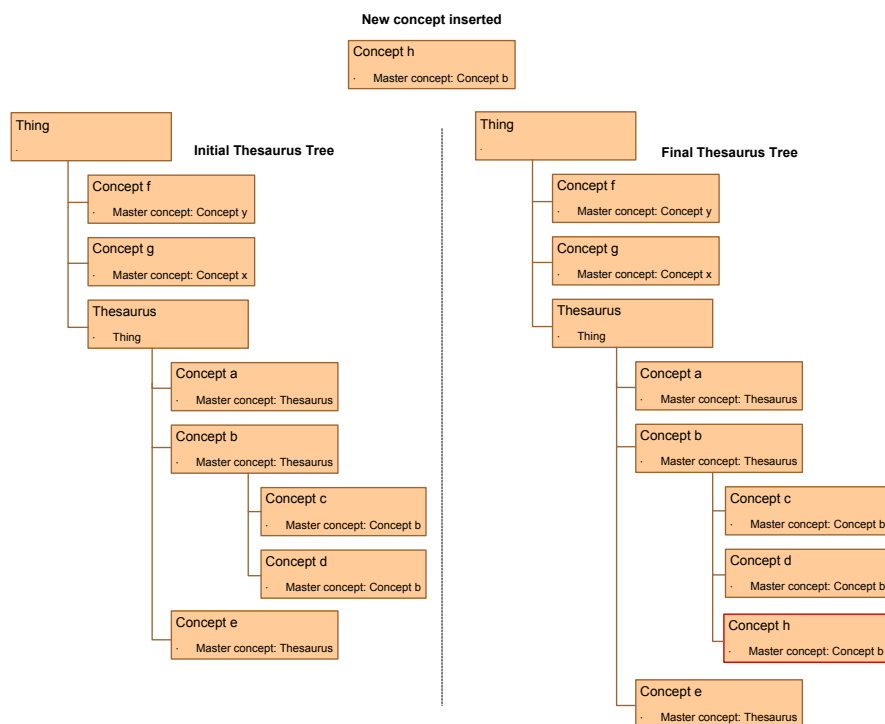 New concept inserted
Concept h
· Master concept: Concept b
Initial Thesaurus Tree
Thing
·
Concept f
· Master concept: Concept y
Concept g
· Master concept: Concept x
Thesaurus
· Thing
Concept a
· Master concept: Thesaurus
Concept b
· Master concept: Thesaurus
Concept c
· Master concept: Concept b
Concept d
· Master concept: Concept b
Concept e
· Master concept: Thesaurus
Final Thesaurus Tree
Thing
·
Concept f
· Master concept: Concept y
Concept g
· Master concept: Concept x
Thesaurus
· Thing
Concept a
· Master concept: Thesaurus
Concept b
· Master concept: Thesaurus
Concept c
· Master concept: Concept b
Concept d
· Master concept: Concept b
Concept h
· Master concept: Concept b
Concept e
· Master concept: Thesaurus